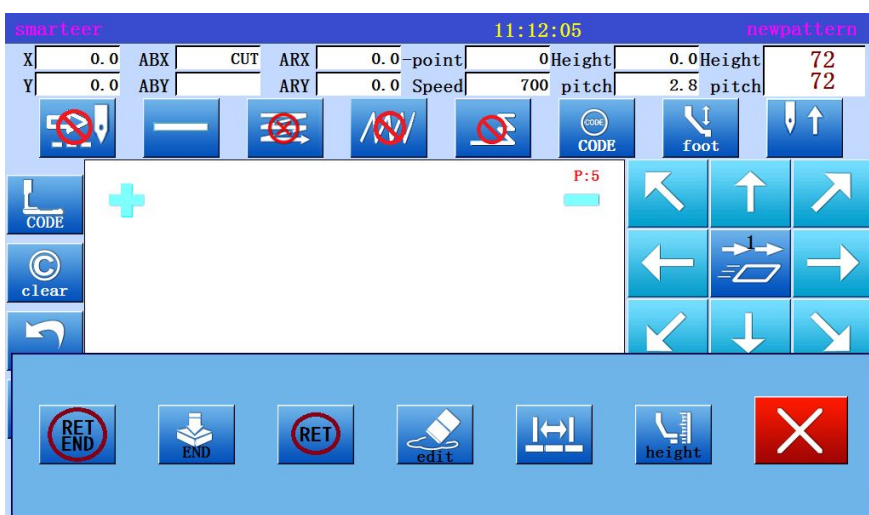 smarteer 11:12:05 newpattern
X 0.0 ABX CUT ARX 0.0 -point 0 Height 0.0 Height 72
Y 0.0 ABY ARY 0.0 Speed 700 pitch 2.8 pitch 72
CODE
CODE foot
P:5
CODE
1
©
clear
RET
END
END
RET
edit
height